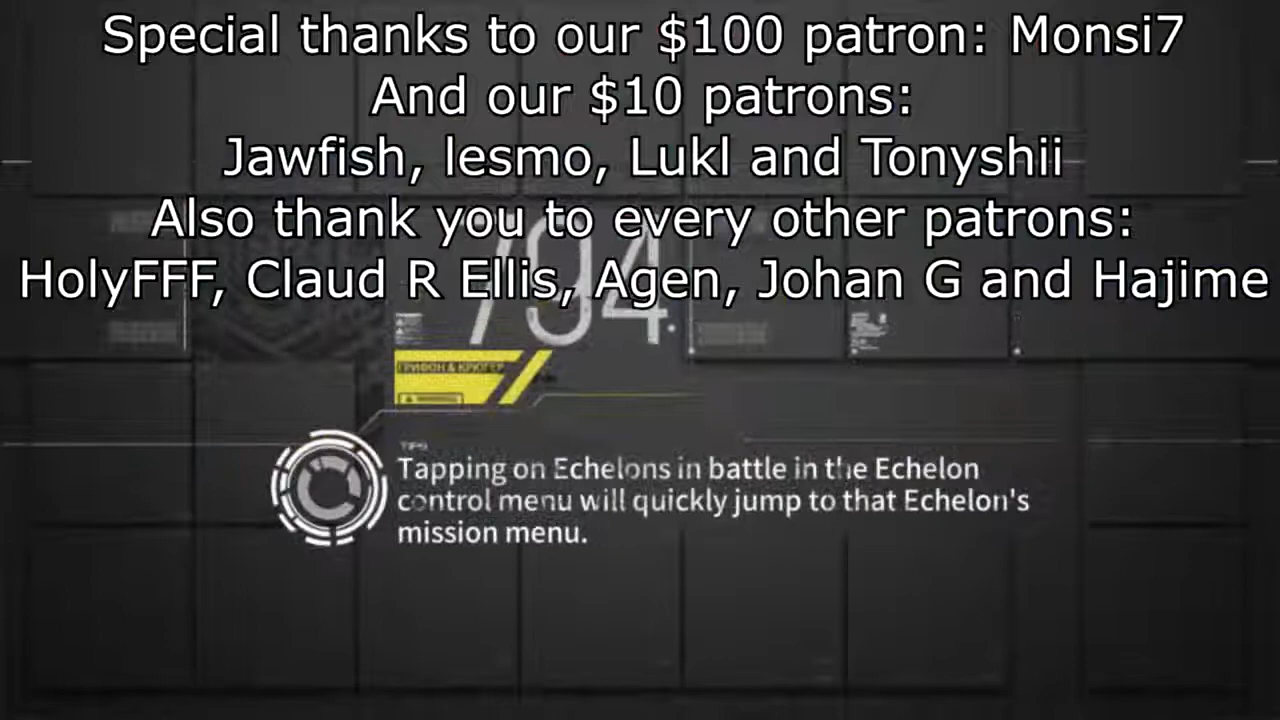 Special thanks to our $100 patron: Monsi7
And our $10 patrons:
Jawfish, lesmo, Lukl and Tonyshii
Also thank you to every other patrons:
HolyFFF, Claud R Ellis, Agen, Johan G and Hajime
794
ГРИФОН & КРЮГЕР
TIPS
Tapping on Echelons in battle in the Echelon
control menu will quickly jump to that Echelon's
mission menu.